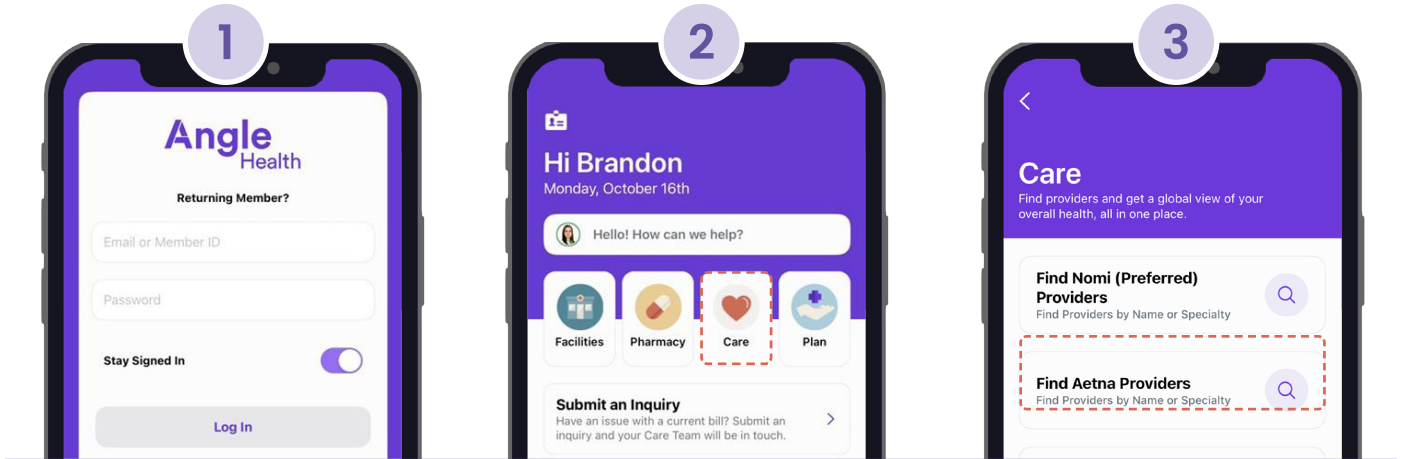 1
Angle
Health
Returning Member?
Email or Member ID
Password
Stay Signed In
Log In
2
Hi Brandon
Monday, October 16th
Hello! How can we help?
Facilities
Pharmacy
Care
Plan
Submit an Inquiry
Have an issue with a current bill? Submit an
inquiry and your Care Team will be in touch.
3
Care
Find providers and get a global view of your
overall health, all in one place.
Find Nomi (Preferred)
Providers
Find Providers by Name or Specialty
Find Aetna Providers
Find Providers by Name or Specialty